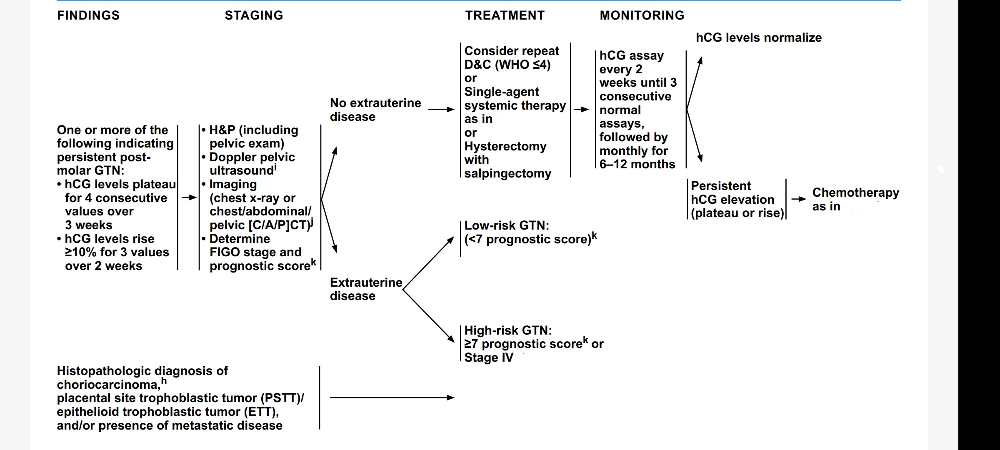 FINDINGS
STAGING
TREATMENT
MONITORING
One or more of the
following indicating
persistent post-
molar GTN:
• hCG levels plateau
for 4 consecutive
values over
3 weeks
• hCG levels rise
≥10% for 3 values
over 2 weeks
• H&P (including
pelvic exam)
• Doppler pelvic
ultrasoundⁱ
• Imaging
(chest x-ray or
chest/abdominal/
pelvic [C/A/P]CT)ʲ
• Determine
FIGO stage and
prognostic scoreᵏ
No extrauterine
disease
Consider repeat
D&C (WHO ≤4)
or
Single-agent
systemic therapy
as in
or
Hysterectomy
with
salpingectomy
hCG assay
every 2
weeks until 3
consecutive
normal
assays,
followed by
monthly for
6–12 months
hCG levels normalize
Persistent
hCG elevation
(plateau or rise)
Chemotherapy
as in
Extrauterine
disease
Low-risk GTN:
(<7 prognostic score)ᵏ
High-risk GTN:
≥7 prognostic scoreᵏ or
Stage IV
Histopathologic diagnosis of
choriocarcinoma,ʰ
placental site trophoblastic tumor (PSTT)/
epithelioid trophoblastic tumor (ETT),
and/or presence of metastatic disease